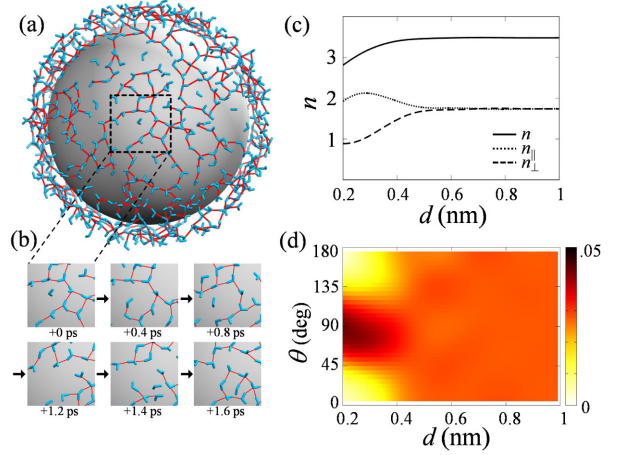 (a)
(b)
+0 ps
+0.4 ps
+0.8 ps
+1.2 ps
+1.4 ps
+1.6 ps
(c)
n
3
2
1
n
n∥
n⊥
0.2 0.4 0.6 0.8 1
d (nm)
(d)
θ (deg)
180
135
90
45
0
0.2 0.4 0.6 0.8 1
d (nm)
.05
0